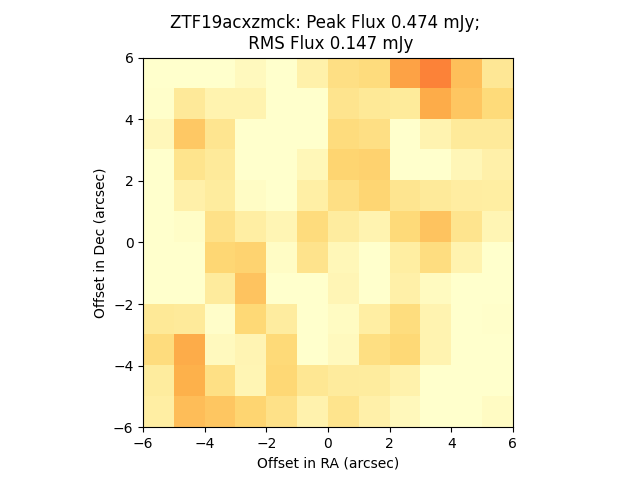 ZTF19acxzmck: Peak Flux 0.474 mJy;
RMS Flux 0.147 mJy
6
4
2
0
−2
−4
−6
Offset in Dec (arcsec)
−6 −4 −2 0 2 4 6
Offset in RA (arcsec)